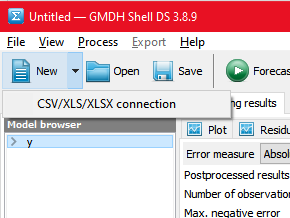 Untitled — GMDH Shell DS 3.8.9
File View Process Export Help
New Open Save Forecas
CSV/XLS/XLSX connection
ng results
Model browser
Plot Residu
y
Error measure Absol
Postprocessed results
Number of observation
Max. negative error